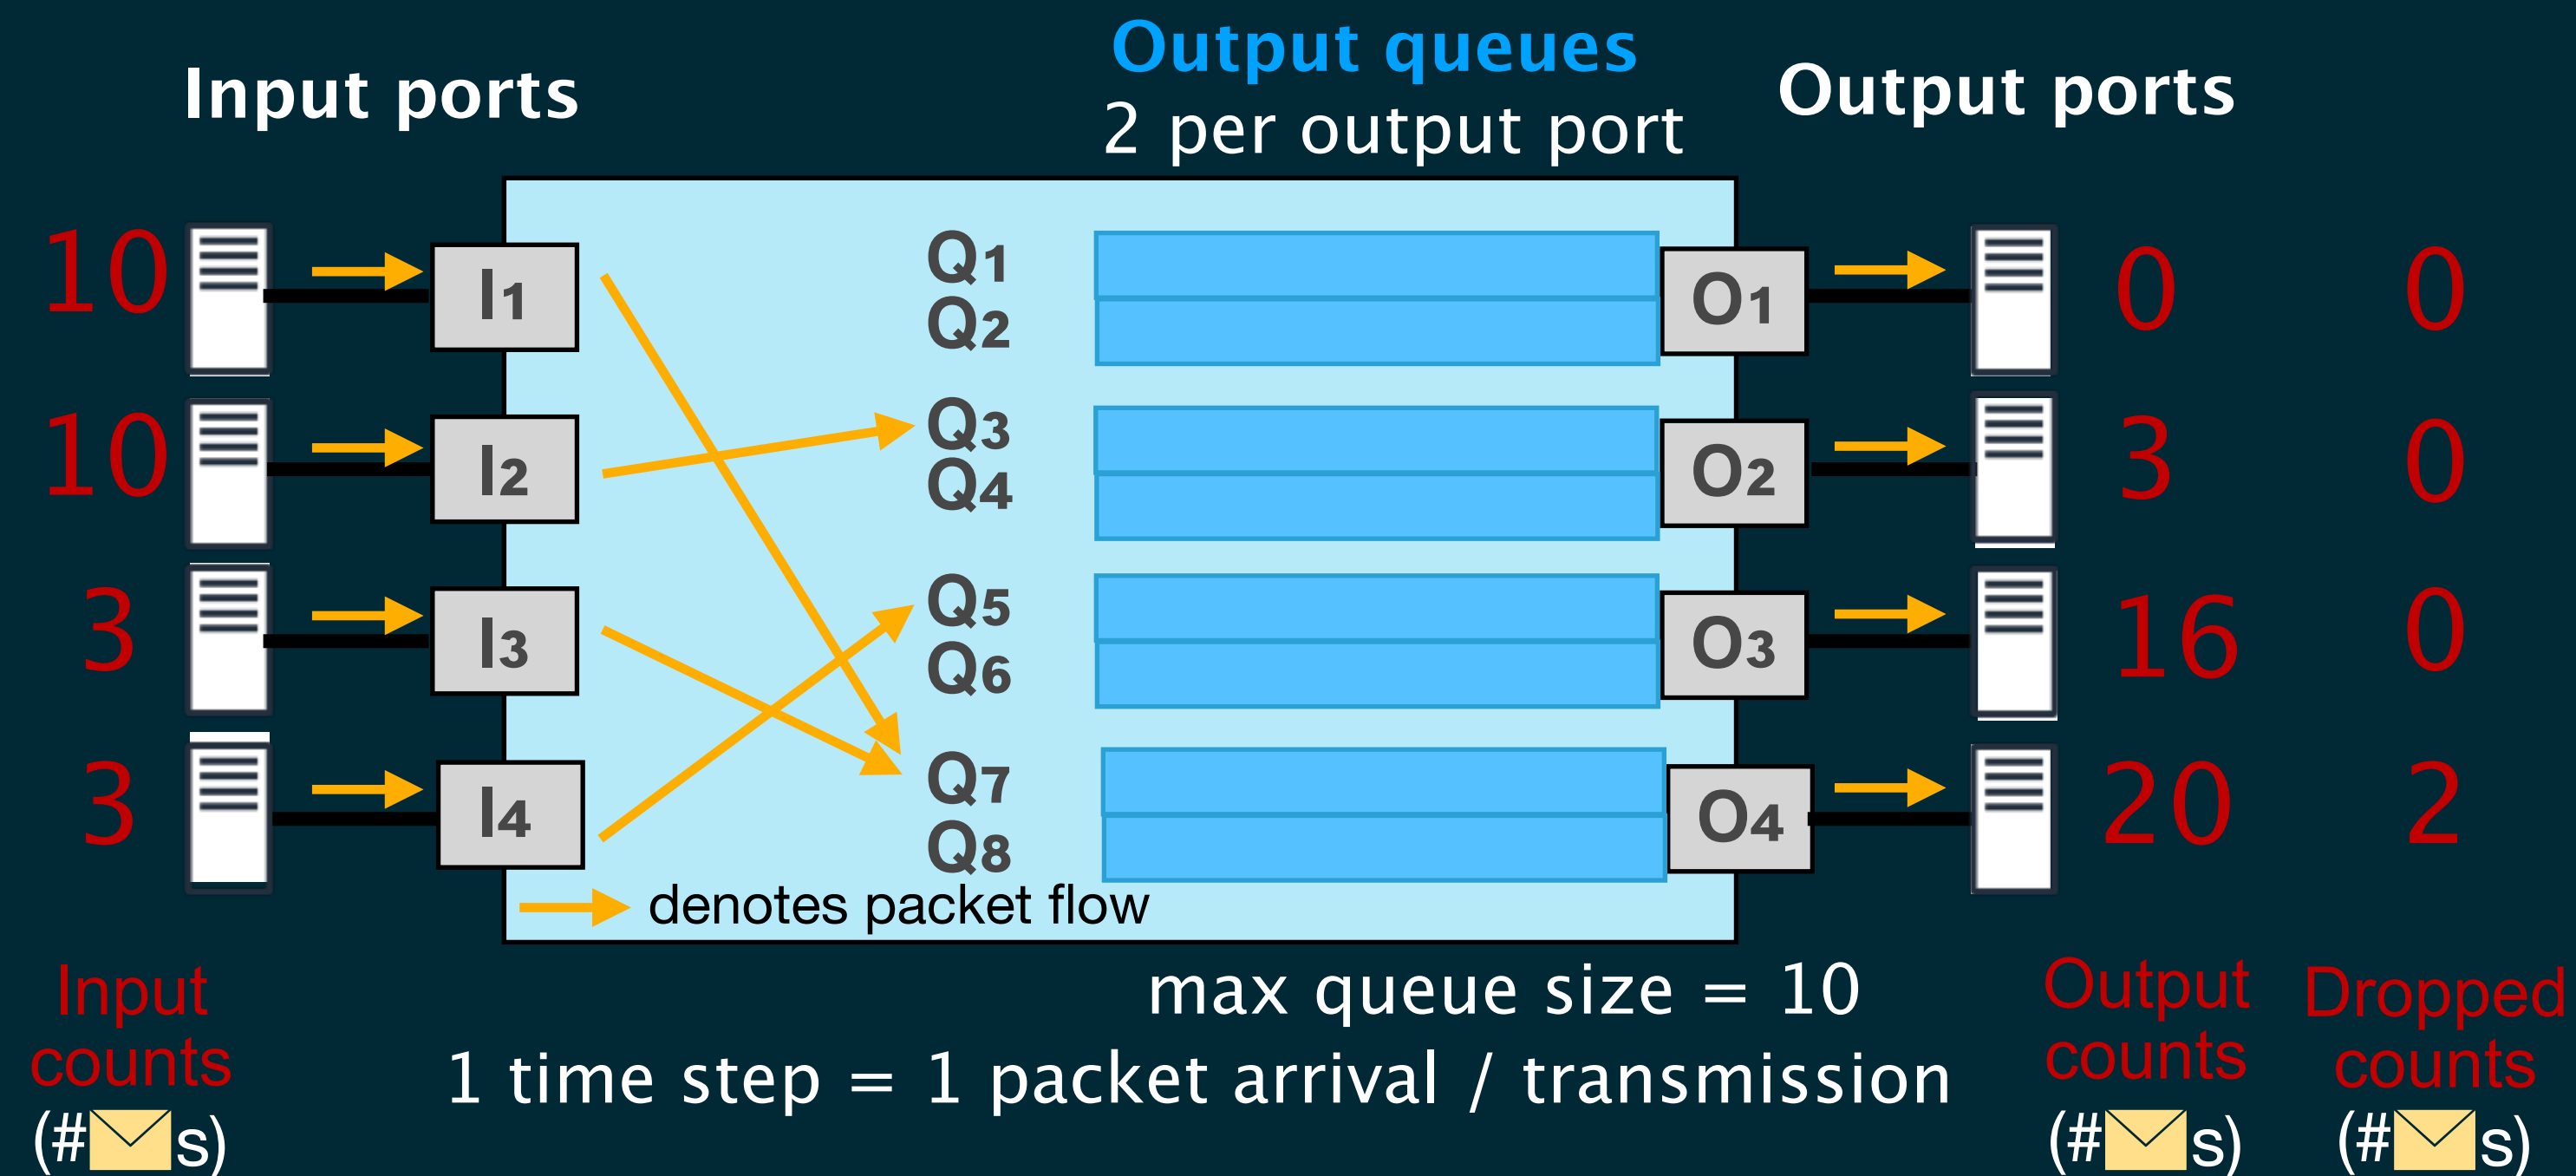 Output queues
Input ports
2 per output port
Output ports
10
I1
Q1
Q2
O1
0
0
10
I2
Q3
Q4
O2
3
0
3
I3
Q5
Q6
O3
16
0
3
I4
Q7
Q8
O4
20
2
denotes packet flow
Input
counts
(#s)
max queue size = 10
1 time step = 1 packet arrival / transmission
Output
counts
(#s)
Dropped
counts
(#s)